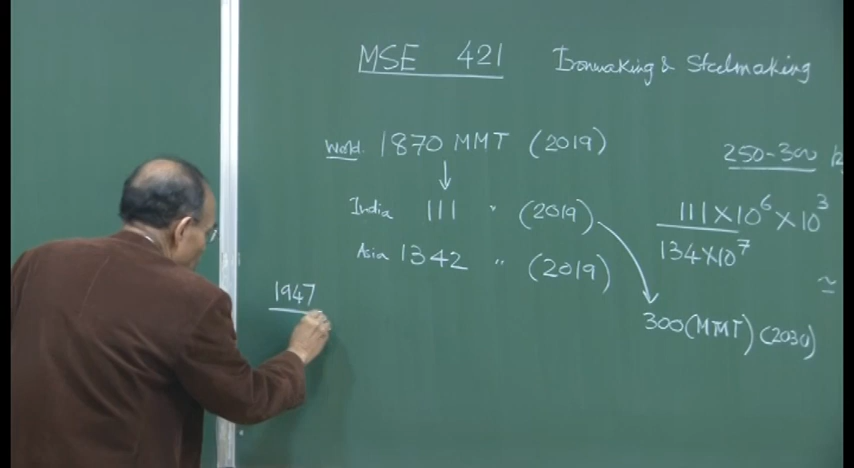 MSE 421 Ironmaking & Steelmaking
World. 1870 MMT (2019)
250-300
↓
India 111 " (2019)
111×10⁶×10³
134×10⁷
Asia 1342 " (2019)
≃
1947
300(MMT) (2030)